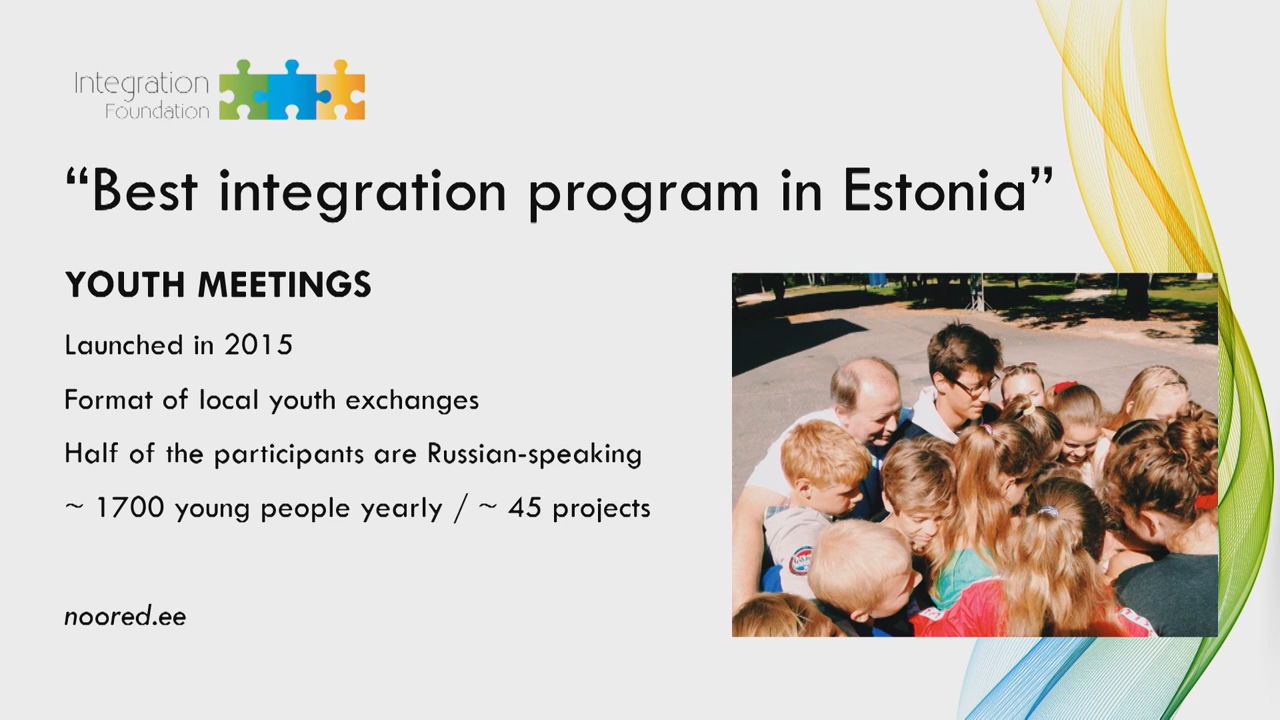 Integration
Foundation
“Best integration program in Estonia”
YOUTH MEETINGS
Launched in 2015
Format of local youth exchanges
Half of the participants are Russian-speaking
~ 1700 young people yearly / ~ 45 projects
noored.ee